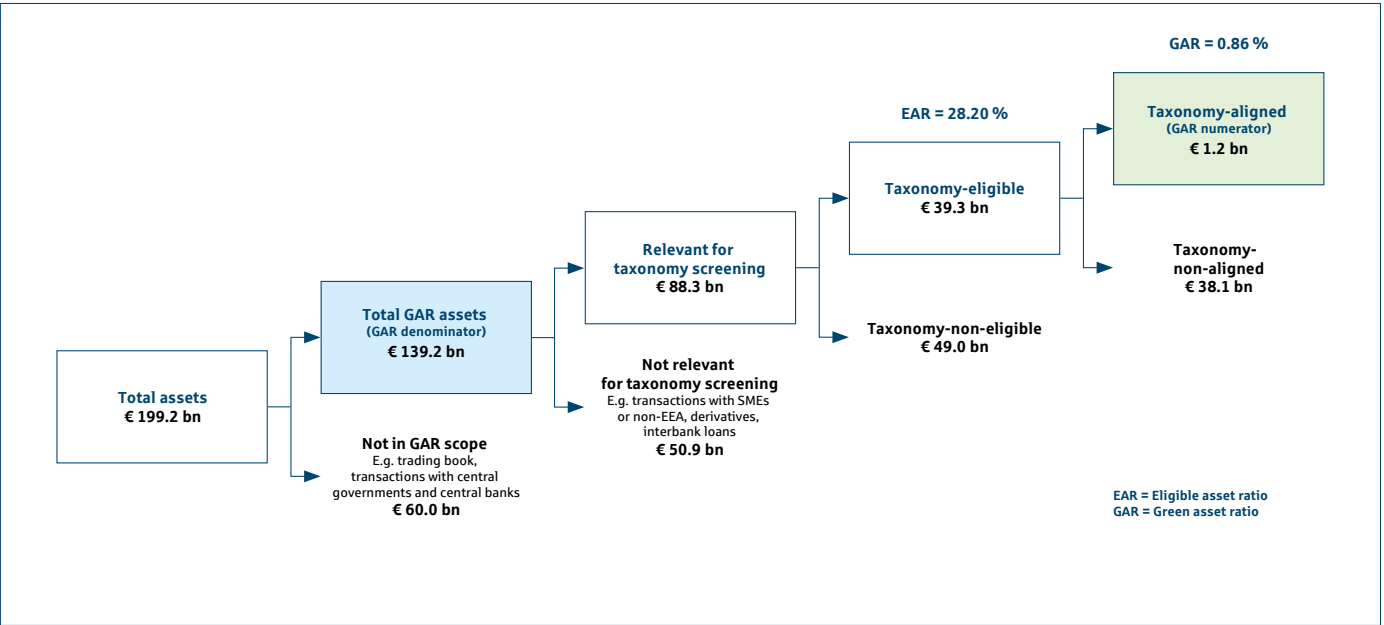 GAR = 0.86 %
Taxonomy-aligned
(GAR numerator)
€ 1.2 bn
EAR = 28.20 %
Taxonomy-eligible
€ 39.3 bn
Taxonomy-
non-aligned
€ 38.1 bn
Relevant for
taxonomy screening
€ 88.3 bn
Taxonomy-non-eligible
€ 49.0 bn
Total GAR assets
(GAR denominator)
€ 139.2 bn
Not relevant
for taxonomy screening
E.g. transactions with SMEs
or non-EEA, derivatives,
interbank loans
€ 50.9 bn
Total assets
€ 199.2 bn
Not in GAR scope
E.g. trading book,
transactions with central
governments and central banks
€ 60.0 bn
EAR = Eligible asset ratio
GAR = Green asset ratio